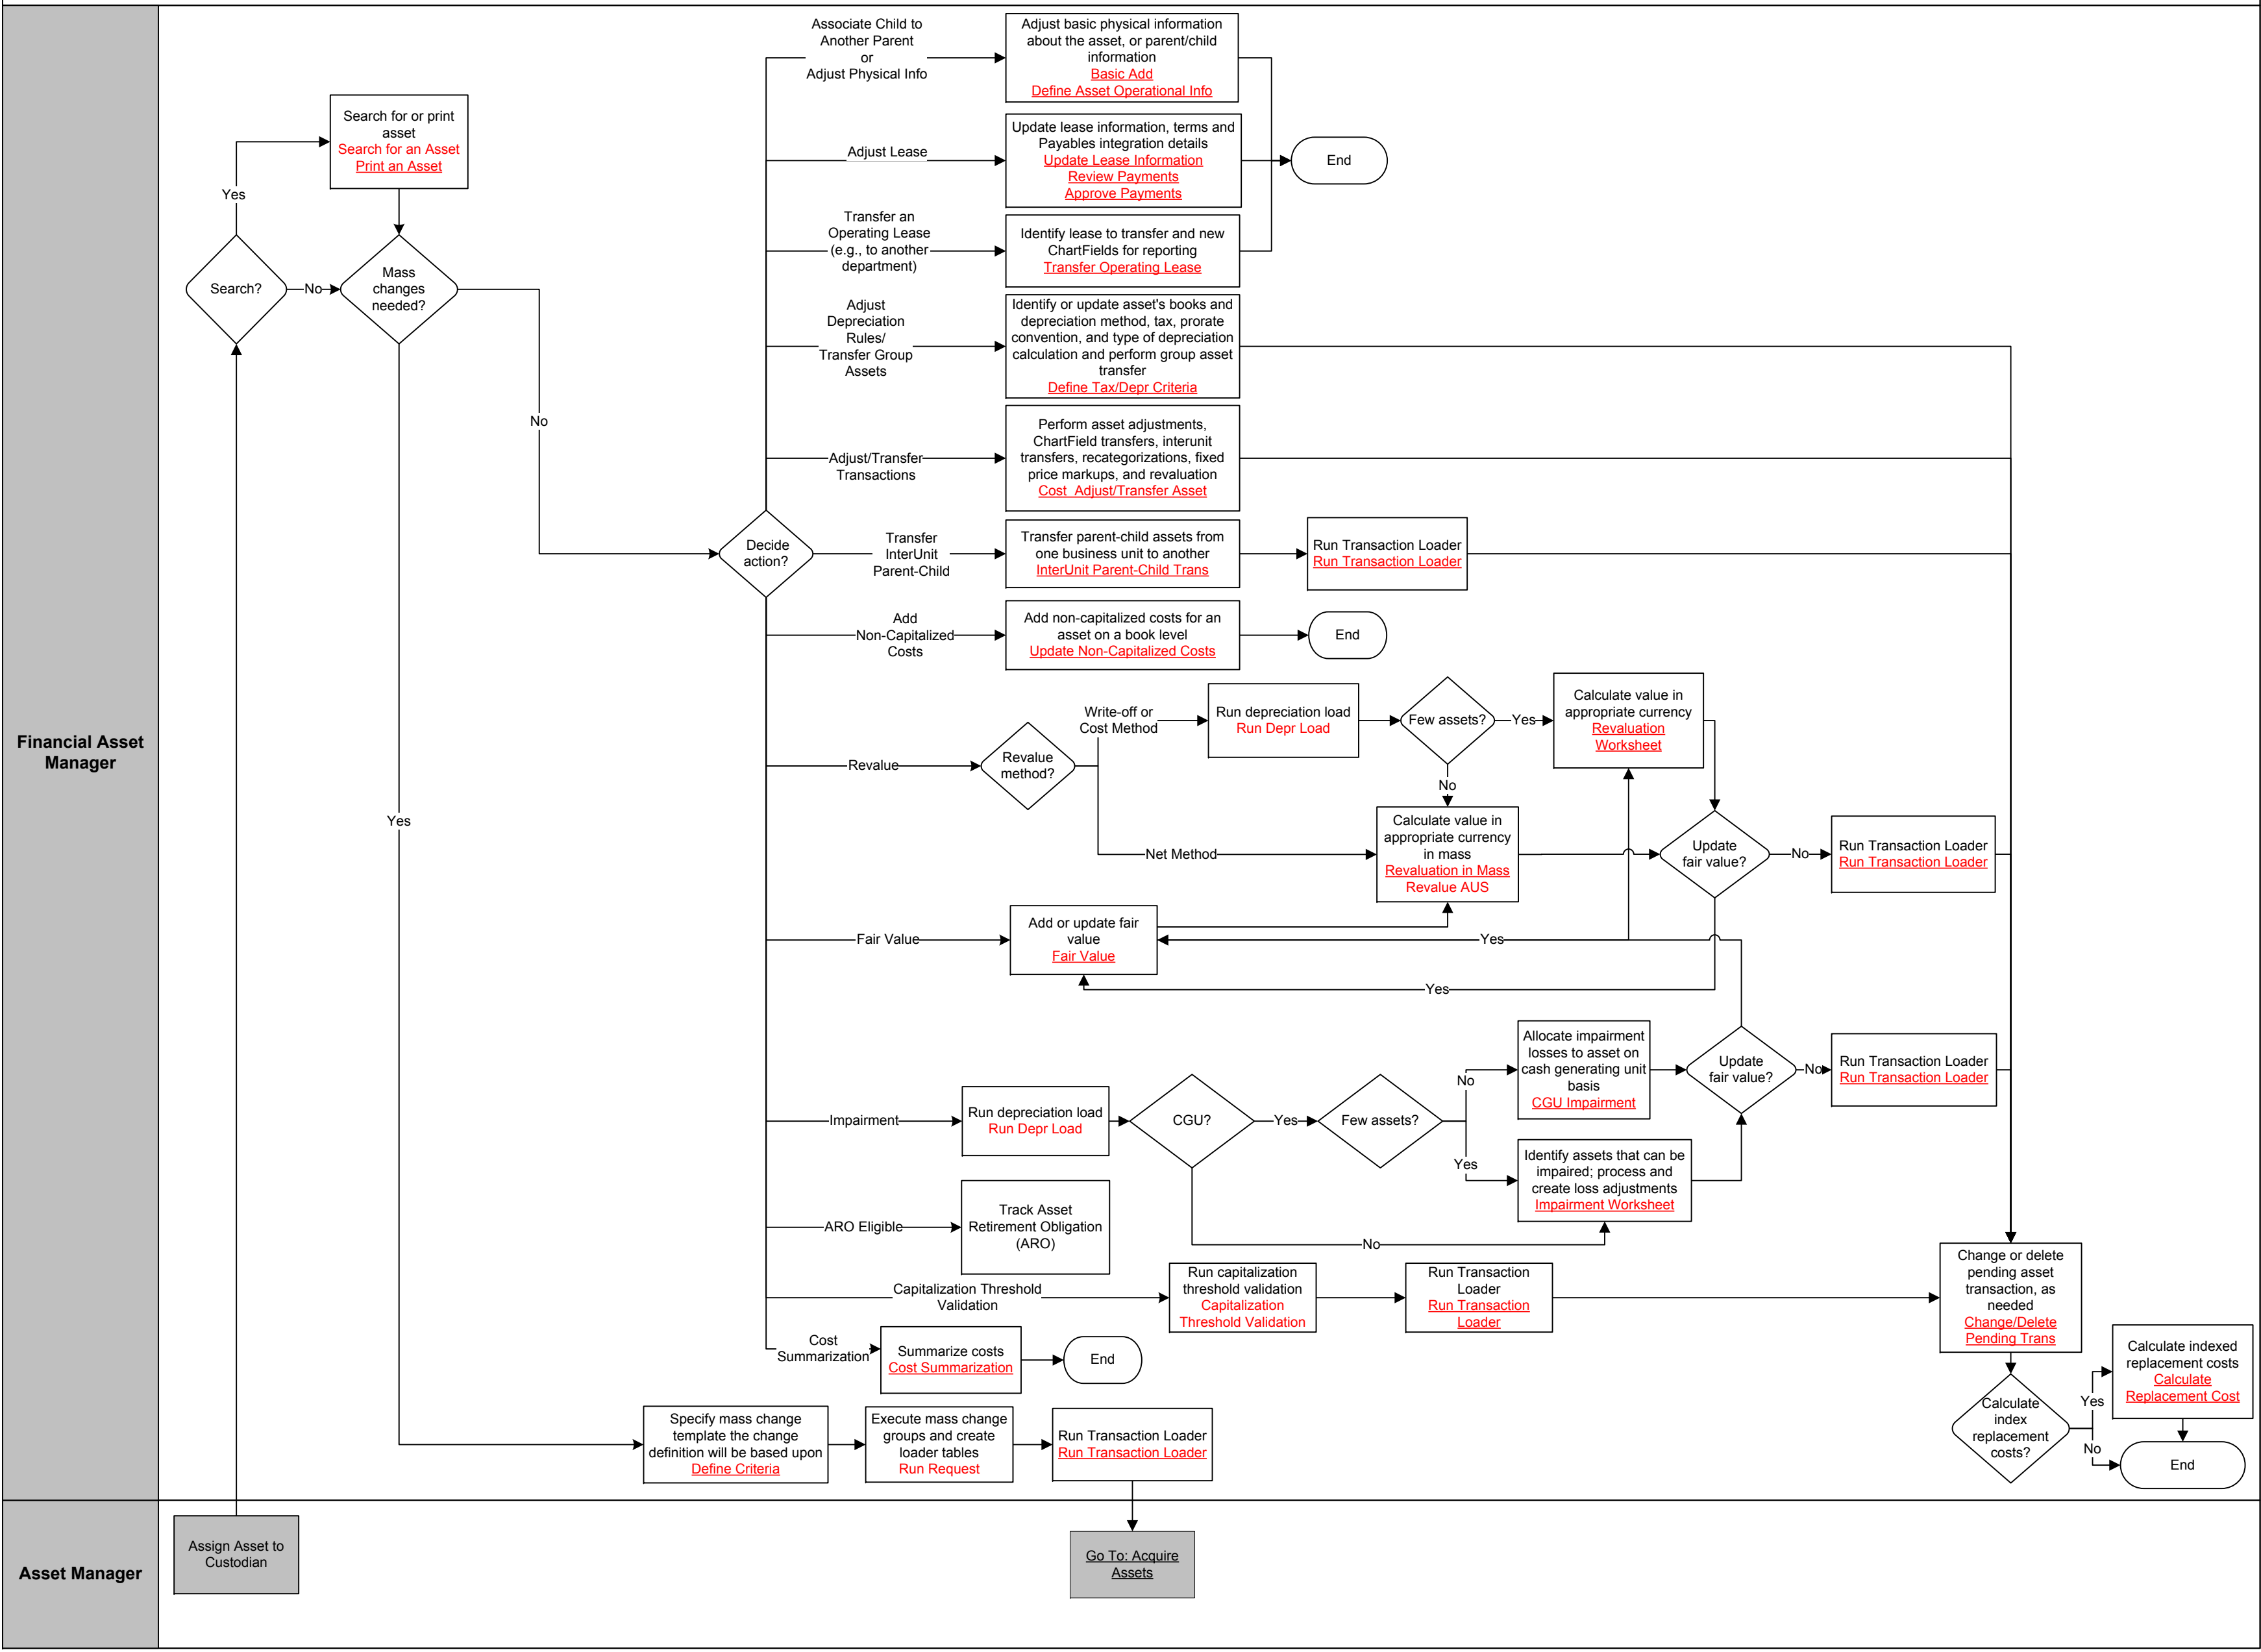 Financial Asset
Manager
Asset Manager
Assign Asset to
Custodian
Search?
Yes
No
Search for or print
asset
Search for an Asset
Print an Asset
Mass
changes
needed?
No
Yes
Decide
action?
Associate Child to
Another Parent
or
Adjust Physical Info
Adjust basic physical information
about the asset, or parent/child
information
Basic Add
Define Asset Operational Info
Adjust Lease
Update lease information, terms and
Payables integration details
Update Lease Information
Review Payments
Approve Payments
End
Transfer an
Operating Lease
(e.g., to another
department)
Identify lease to transfer and new
ChartFields for reporting
Transfer Operating Lease
Adjust
Depreciation
Rules/
Transfer Group
Assets
Identify or update asset's books and
depreciation method, tax, prorate
convention, and type of depreciation
calculation and perform group asset
transfer
Define Tax/Depr Criteria
Adjust/Transfer
Transactions
Perform asset adjustments,
ChartField transfers, interunit
transfers, recategorizations, fixed
price markups, and revaluation
Cost  Adjust/Transfer Asset
Transfer
InterUnit
Parent-Child
Transfer parent-child assets from
one business unit to another
InterUnit Parent-Child Trans
Run Transaction Loader
Run Transaction Loader
Add
Non-Capitalized
Costs
Add non-capitalized costs for an
asset on a book level
Update Non-Capitalized Costs
End
Revalue
Revalue
method?
Write-off or
Cost Method
Run depreciation load
Run Depr Load
Few assets?
Yes
No
Calculate value in
appropriate currency
Revaluation
Worksheet
Net Method
Calculate value in
appropriate currency
in mass
Revaluation in Mass
Revalue AUS
Update
fair value?
No
Run Transaction Loader
Run Transaction Loader
Fair Value
Add or update fair
value
Fair Value
Yes
Yes
Impairment
Run depreciation load
Run Depr Load
CGU?
Yes
Few assets?
No
Yes
Allocate impairment
losses to asset on
cash generating unit
basis
CGU Impairment
Identify assets that can be
impaired; process and
create loss adjustments
Impairment Worksheet
No
Update
fair value?
No
Run Transaction Loader
Run Transaction Loader
ARO Eligible
Track Asset
Retirement Obligation
(ARO)
Capitalization Threshold
Validation
Run capitalization
threshold validation
Capitalization
Threshold Validation
Run Transaction
Loader
Run Transaction
Loader
Change or delete
pending asset
transaction, as
needed
Change/Delete
Pending Trans
Cost
Summarization
Summarize costs
Cost Summarization
End
Calculate
index
replacement
costs?
Yes
No
Calculate indexed
replacement costs
Calculate
Replacement Cost
End
Specify mass change
template the change
definition will be based upon
Define Criteria
Execute mass change
groups and create
loader tables
Run Request
Run Transaction Loader
Run Transaction Loader
Go To: Acquire
Assets